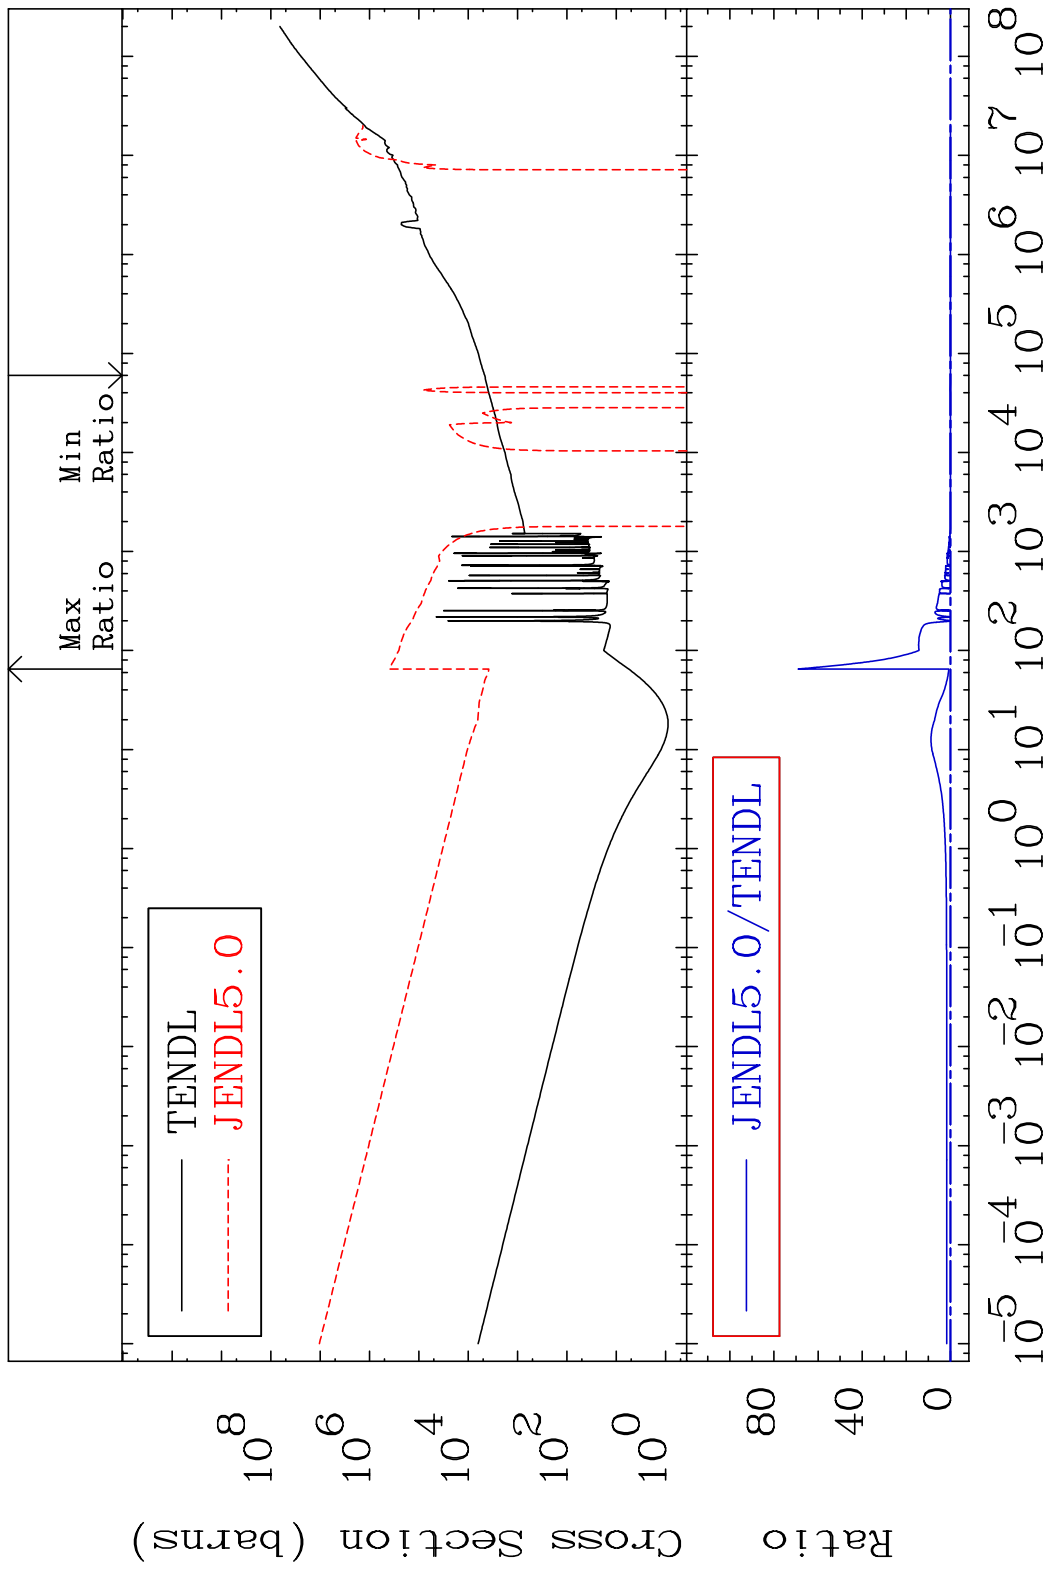 Max
Ratio
Min
Ratio
Cross Section (barns)
10^8
10^6
10^4
10^2
10^0
TENDL
JENDL5.0
Ratio
80
40
0
JENDL5.0/TENDL
10^-5 10^-4 10^-3 10^-2 10^-1 10^0 10^1 10^2 10^3 10^4 10^5 10^6 10^7 10^8